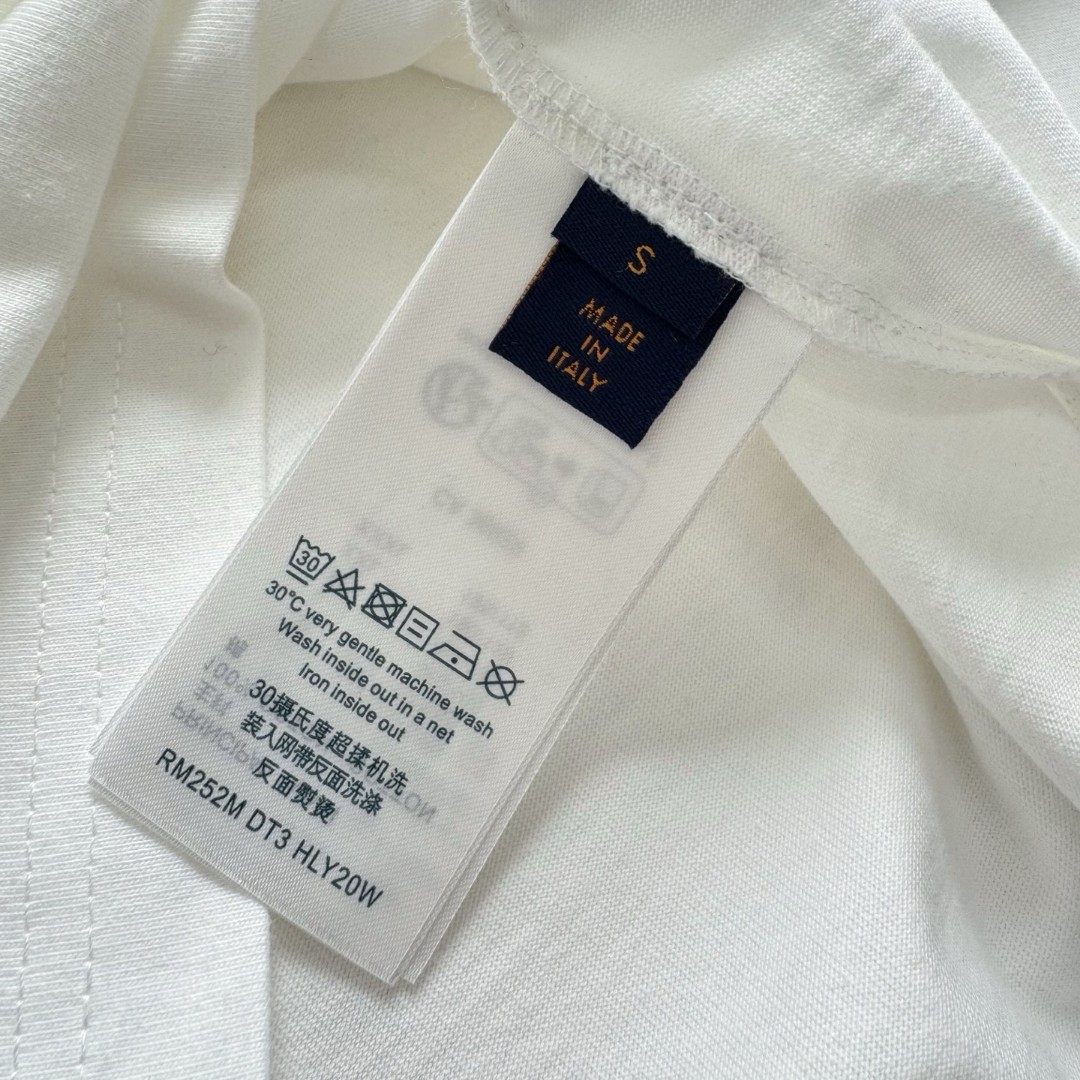 S
MADE
IN
ITALY
30
30°C very gentle machine wash
Wash inside out in a net
Iron inside out
30摄氏度超揉机洗
装入网带反面洗涤
反面熨烫
RM252M DT3 HLY20W